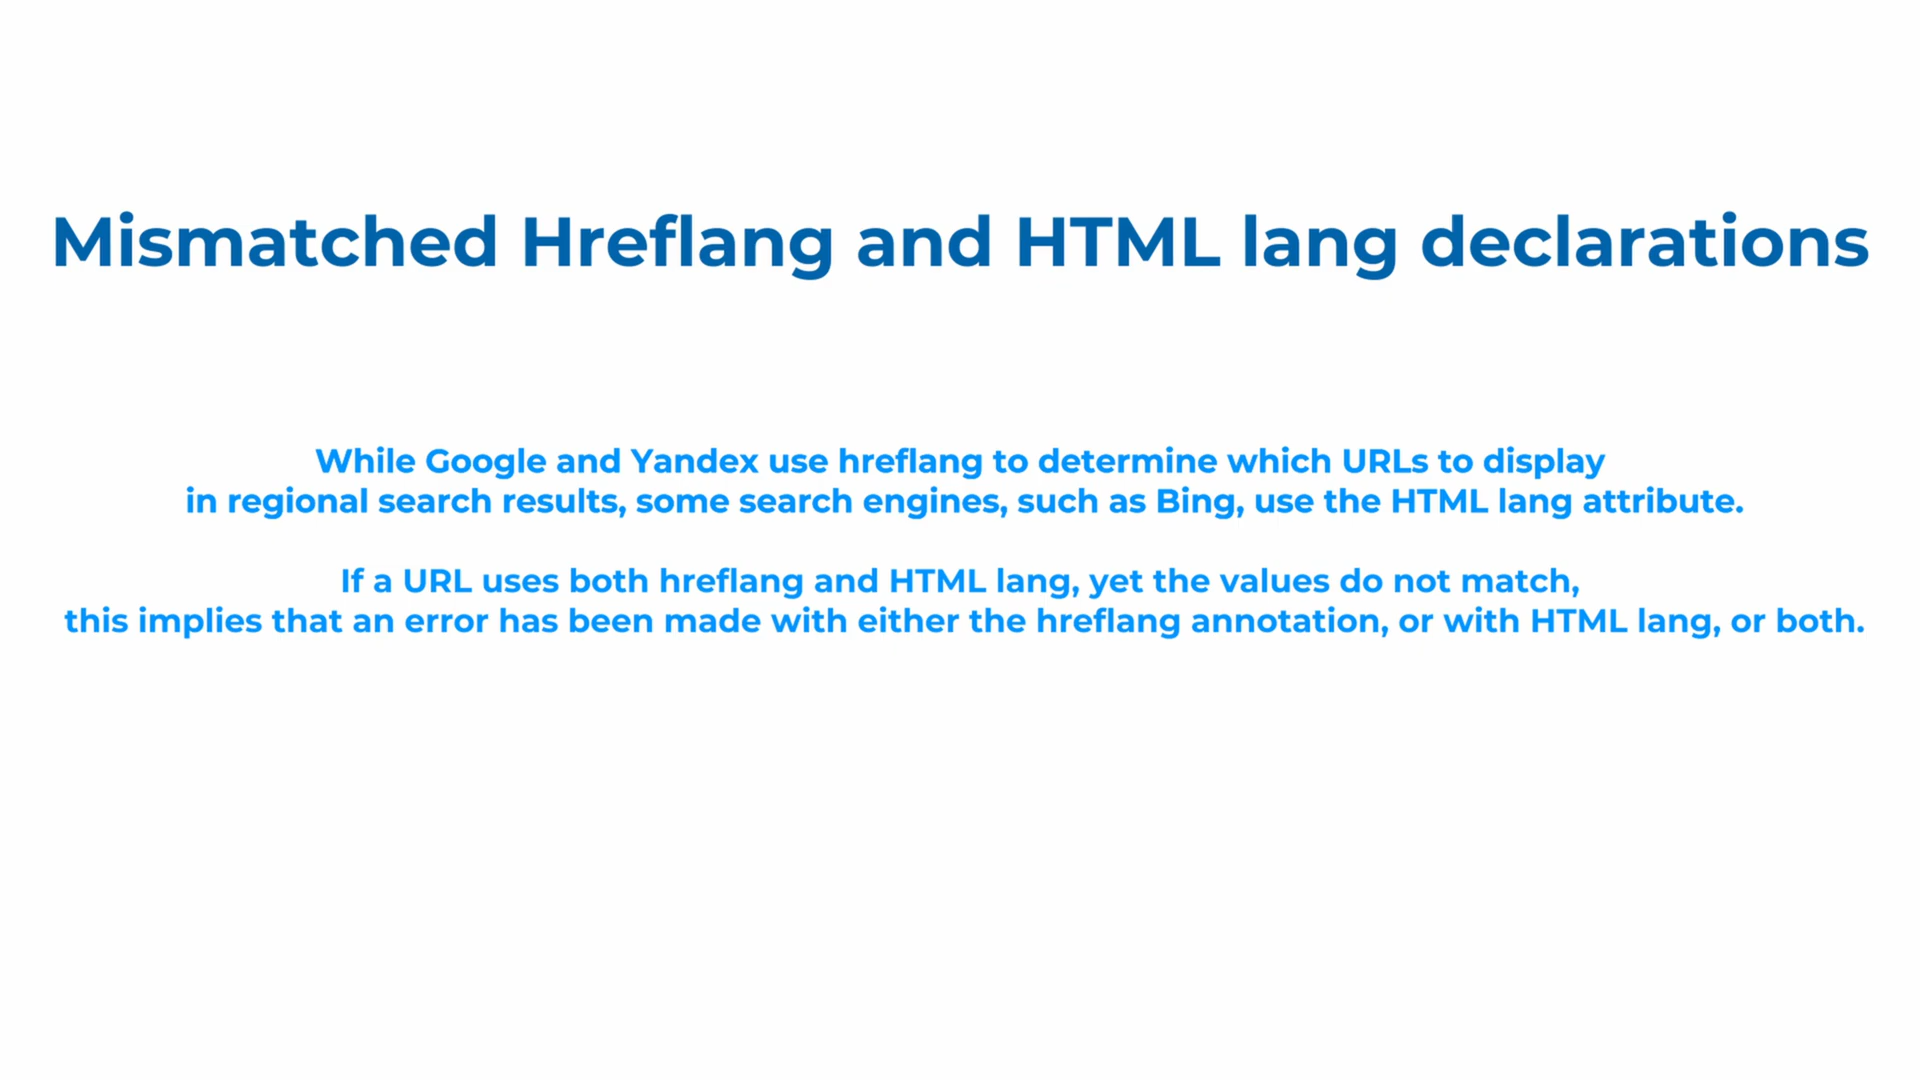 Mismatched Hreflang and HTML lang declarations
While Google and Yandex use hreflang to determine which URLs to display
in regional search results, some search engines, such as Bing, use the HTML lang attribute.
If a URL uses both hreflang and HTML lang, yet the values do not match,
this implies that an error has been made with either the hreflang annotation, or with HTML lang, or both.